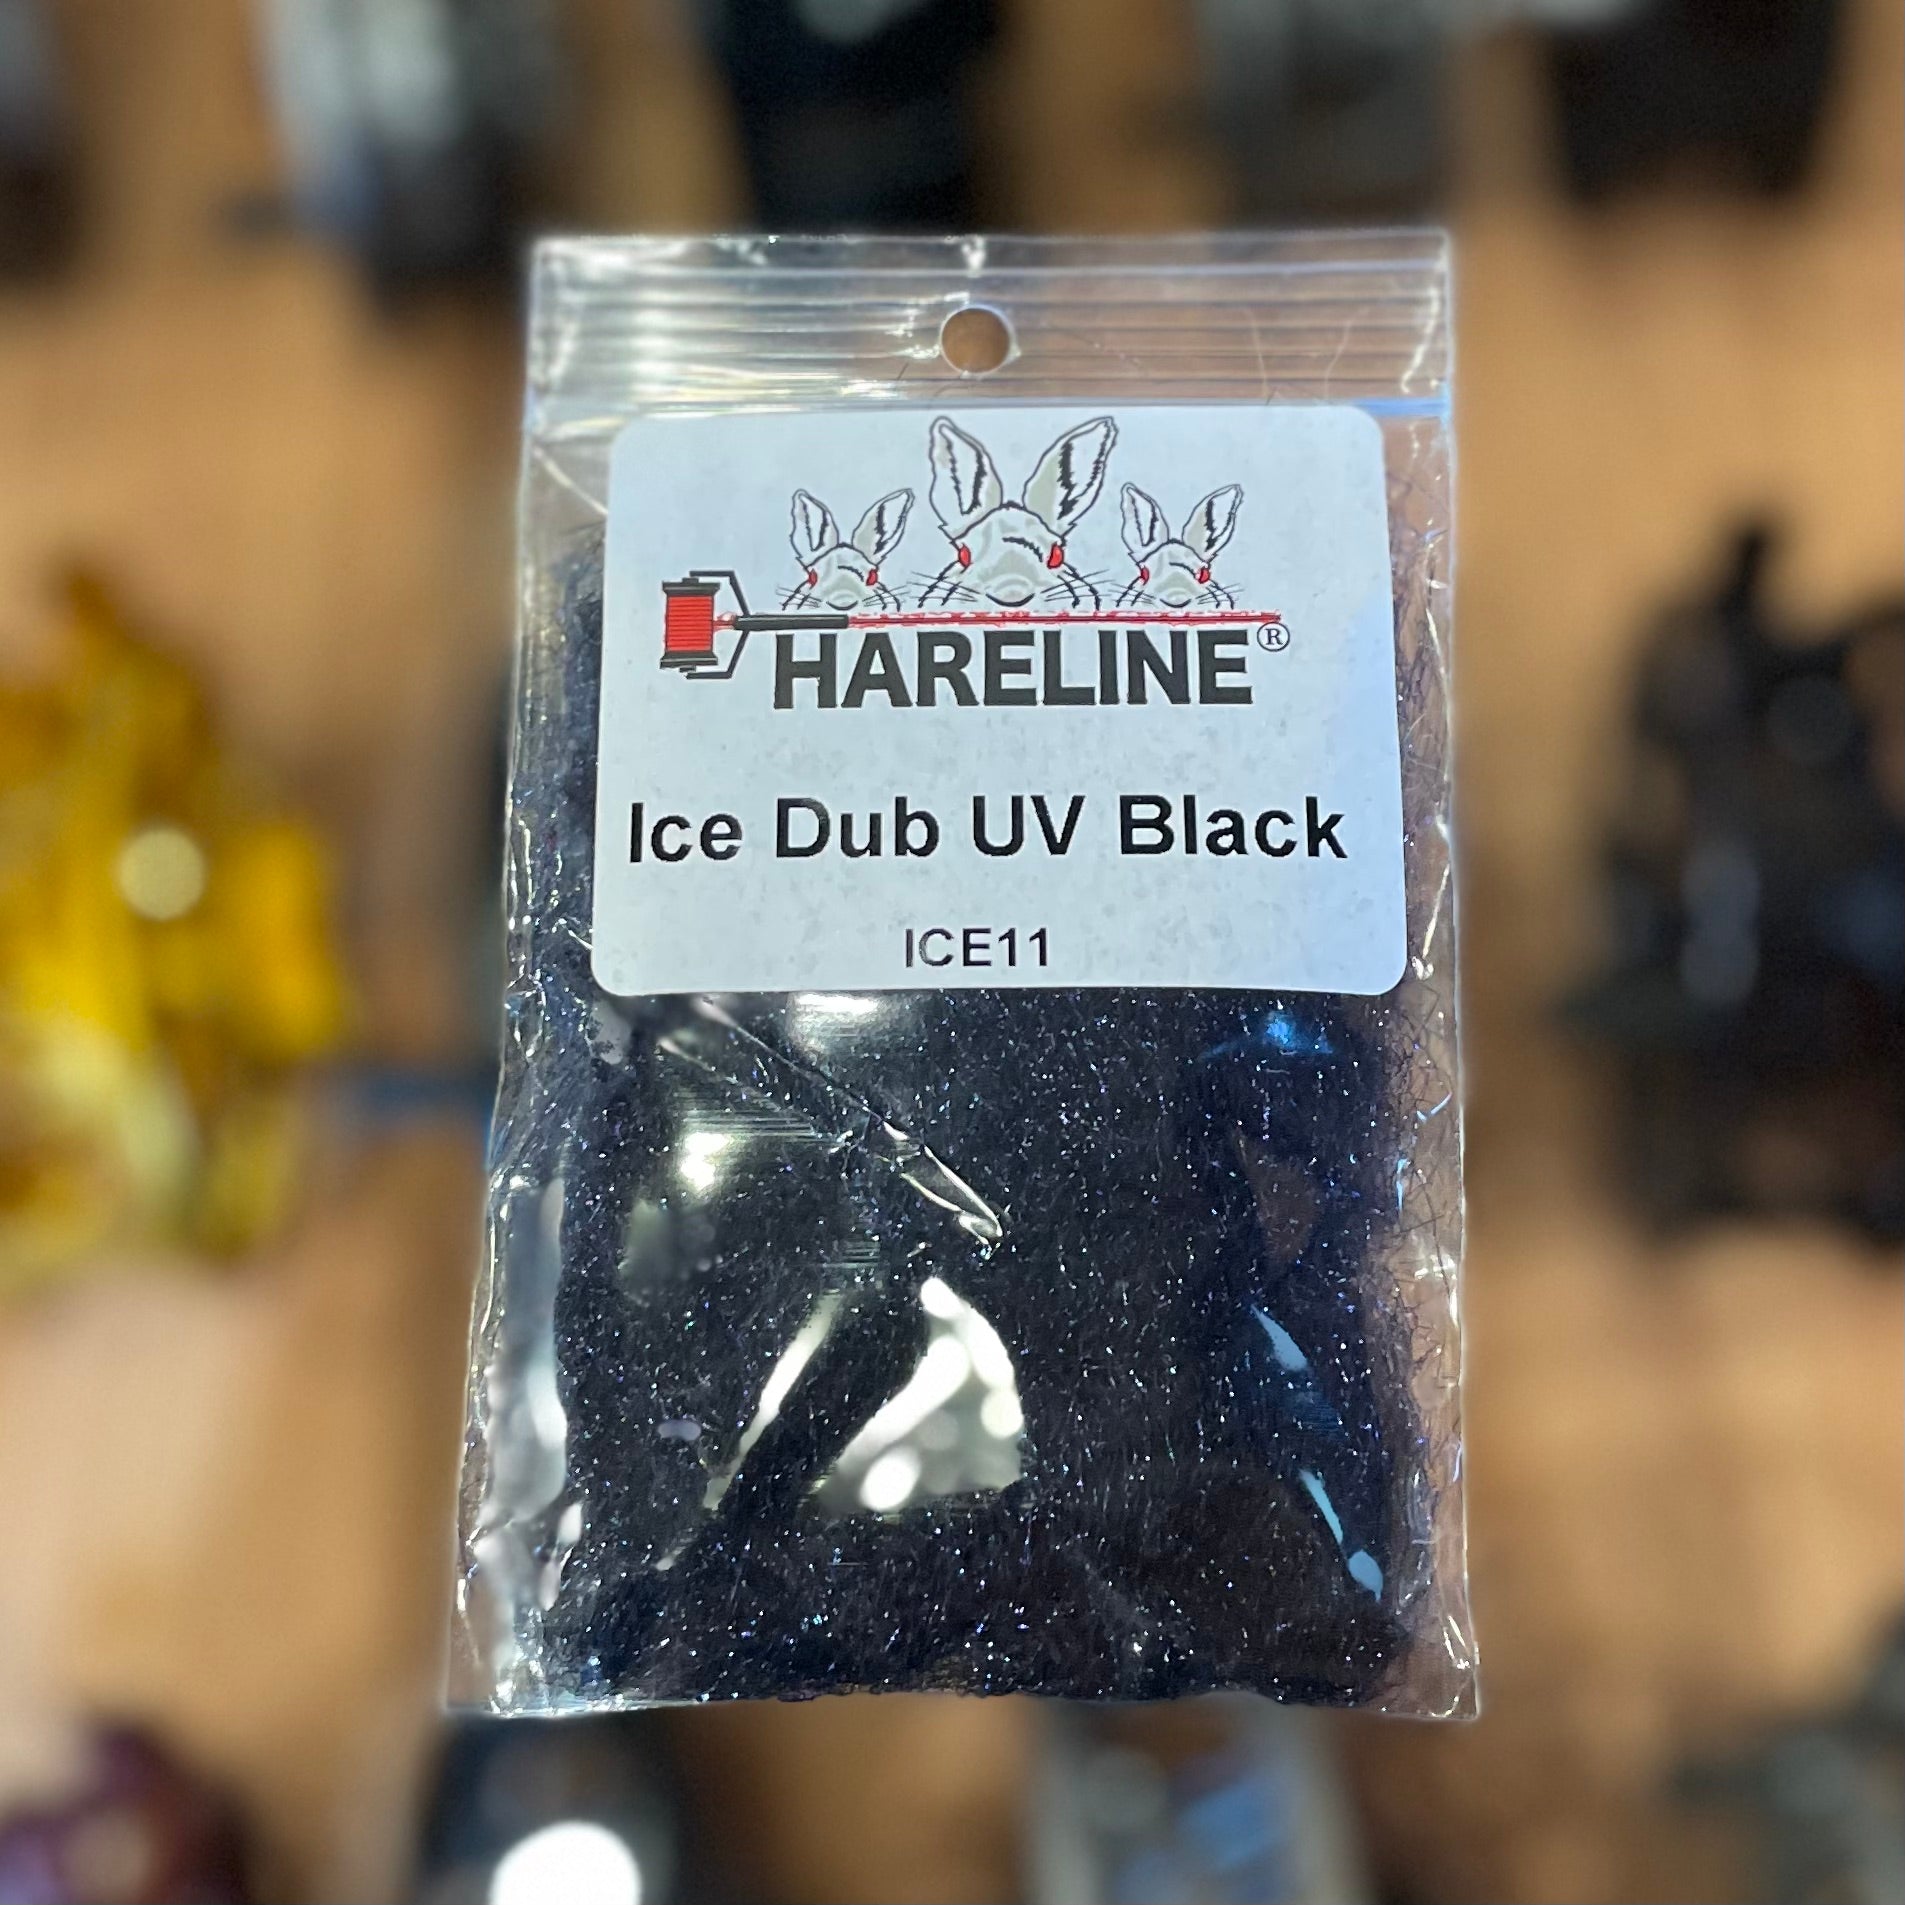 HARELINE®
Ice Dub UV Black
ICE11